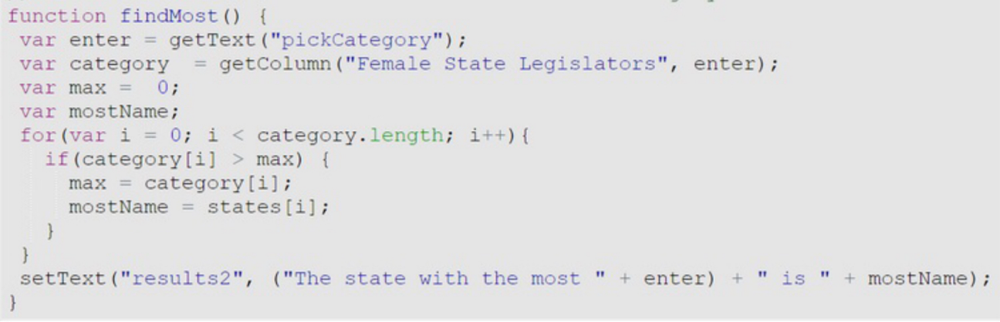 function findMost() {
 var enter = getText("pickCategory");
 var category  = getColumn("Female State Legislators", enter);
 var max =  0;
 var mostName;
 for(var i = 0; i < category.length; i++){
   if(category[i] > max) {
     max = category[i];
     mostName = states[i];
   }
 }
 setText("results2", ("The state with the most " + enter) + " is " + mostName);
}